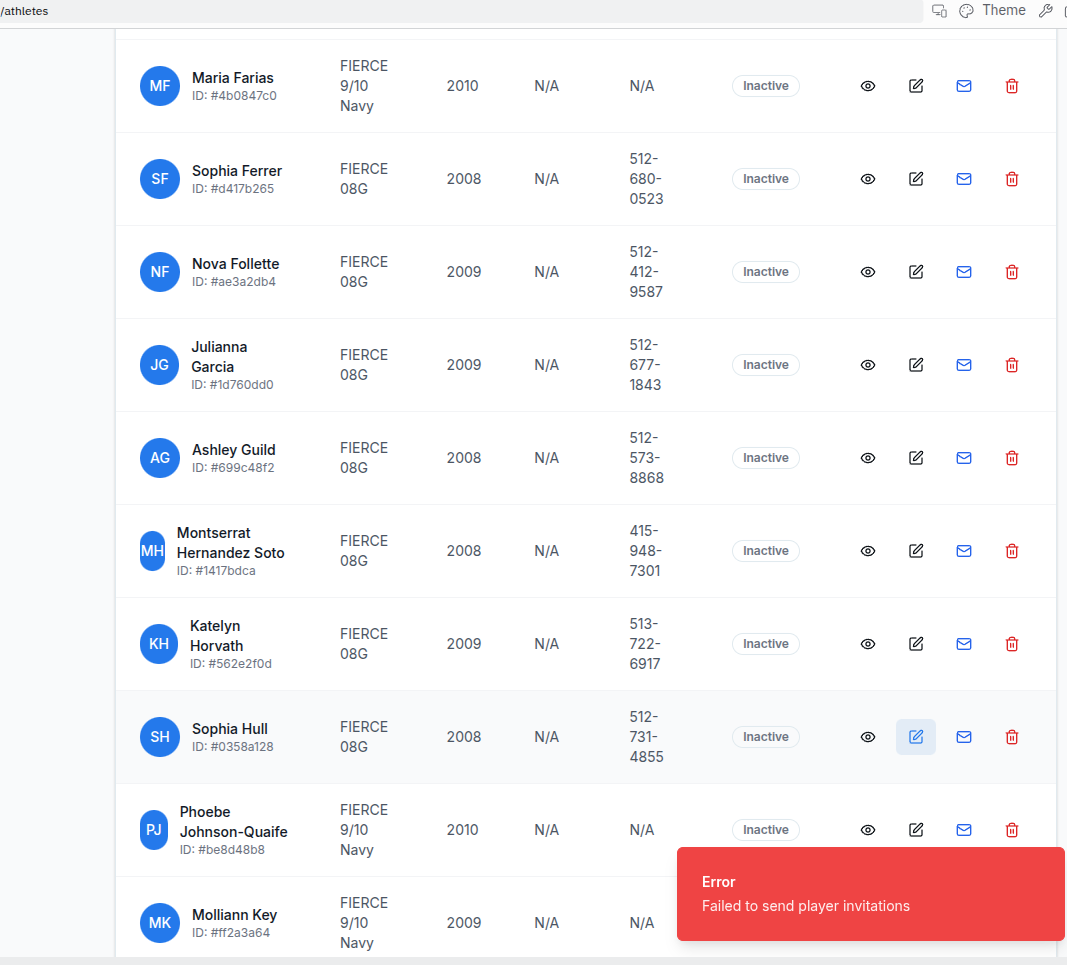 /athletes
Theme
MF
Maria Farias
ID: #4b0847c0
FIERCE
9/10
Navy
2010
N/A
N/A
Inactive
SF
Sophia Ferrer
ID: #d417b265
FIERCE
08G
2008
N/A
512-
680-
0523
Inactive
NF
Nova Follette
ID: #ae3a2db4
FIERCE
08G
2009
N/A
512-
412-
9587
Inactive
JG
Julianna
Garcia
ID: #1d760dd0
FIERCE
08G
2009
N/A
512-
677-
1843
Inactive
AG
Ashley Guild
ID: #699c48f2
FIERCE
08G
2008
N/A
512-
573-
8868
Inactive
MH
Montserrat
Hernandez Soto
ID: #1417bdca
FIERCE
08G
2008
N/A
415-
948-
7301
Inactive
KH
Katelyn
Horvath
ID: #562e2f0d
FIERCE
08G
2009
N/A
513-
722-
6917
Inactive
SH
Sophia Hull
ID: #0358a128
FIERCE
08G
2008
N/A
512-
731-
4855
Inactive
PJ
Phoebe
Johnson-Quaife
ID: #be8d48b8
FIERCE
9/10
Navy
2010
N/A
N/A
Inactive
MK
Molliann Key
ID: #ff2a3a64
FIERCE
9/10
Navy
2009
N/A
N/A
Error
Failed to send player invitations